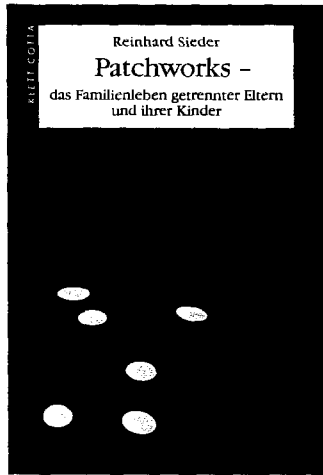 KLETT-COTTA
Reinhard Sieder
Patchworks –
das Familienleben getrennter Eltern
und ihrer Kinder